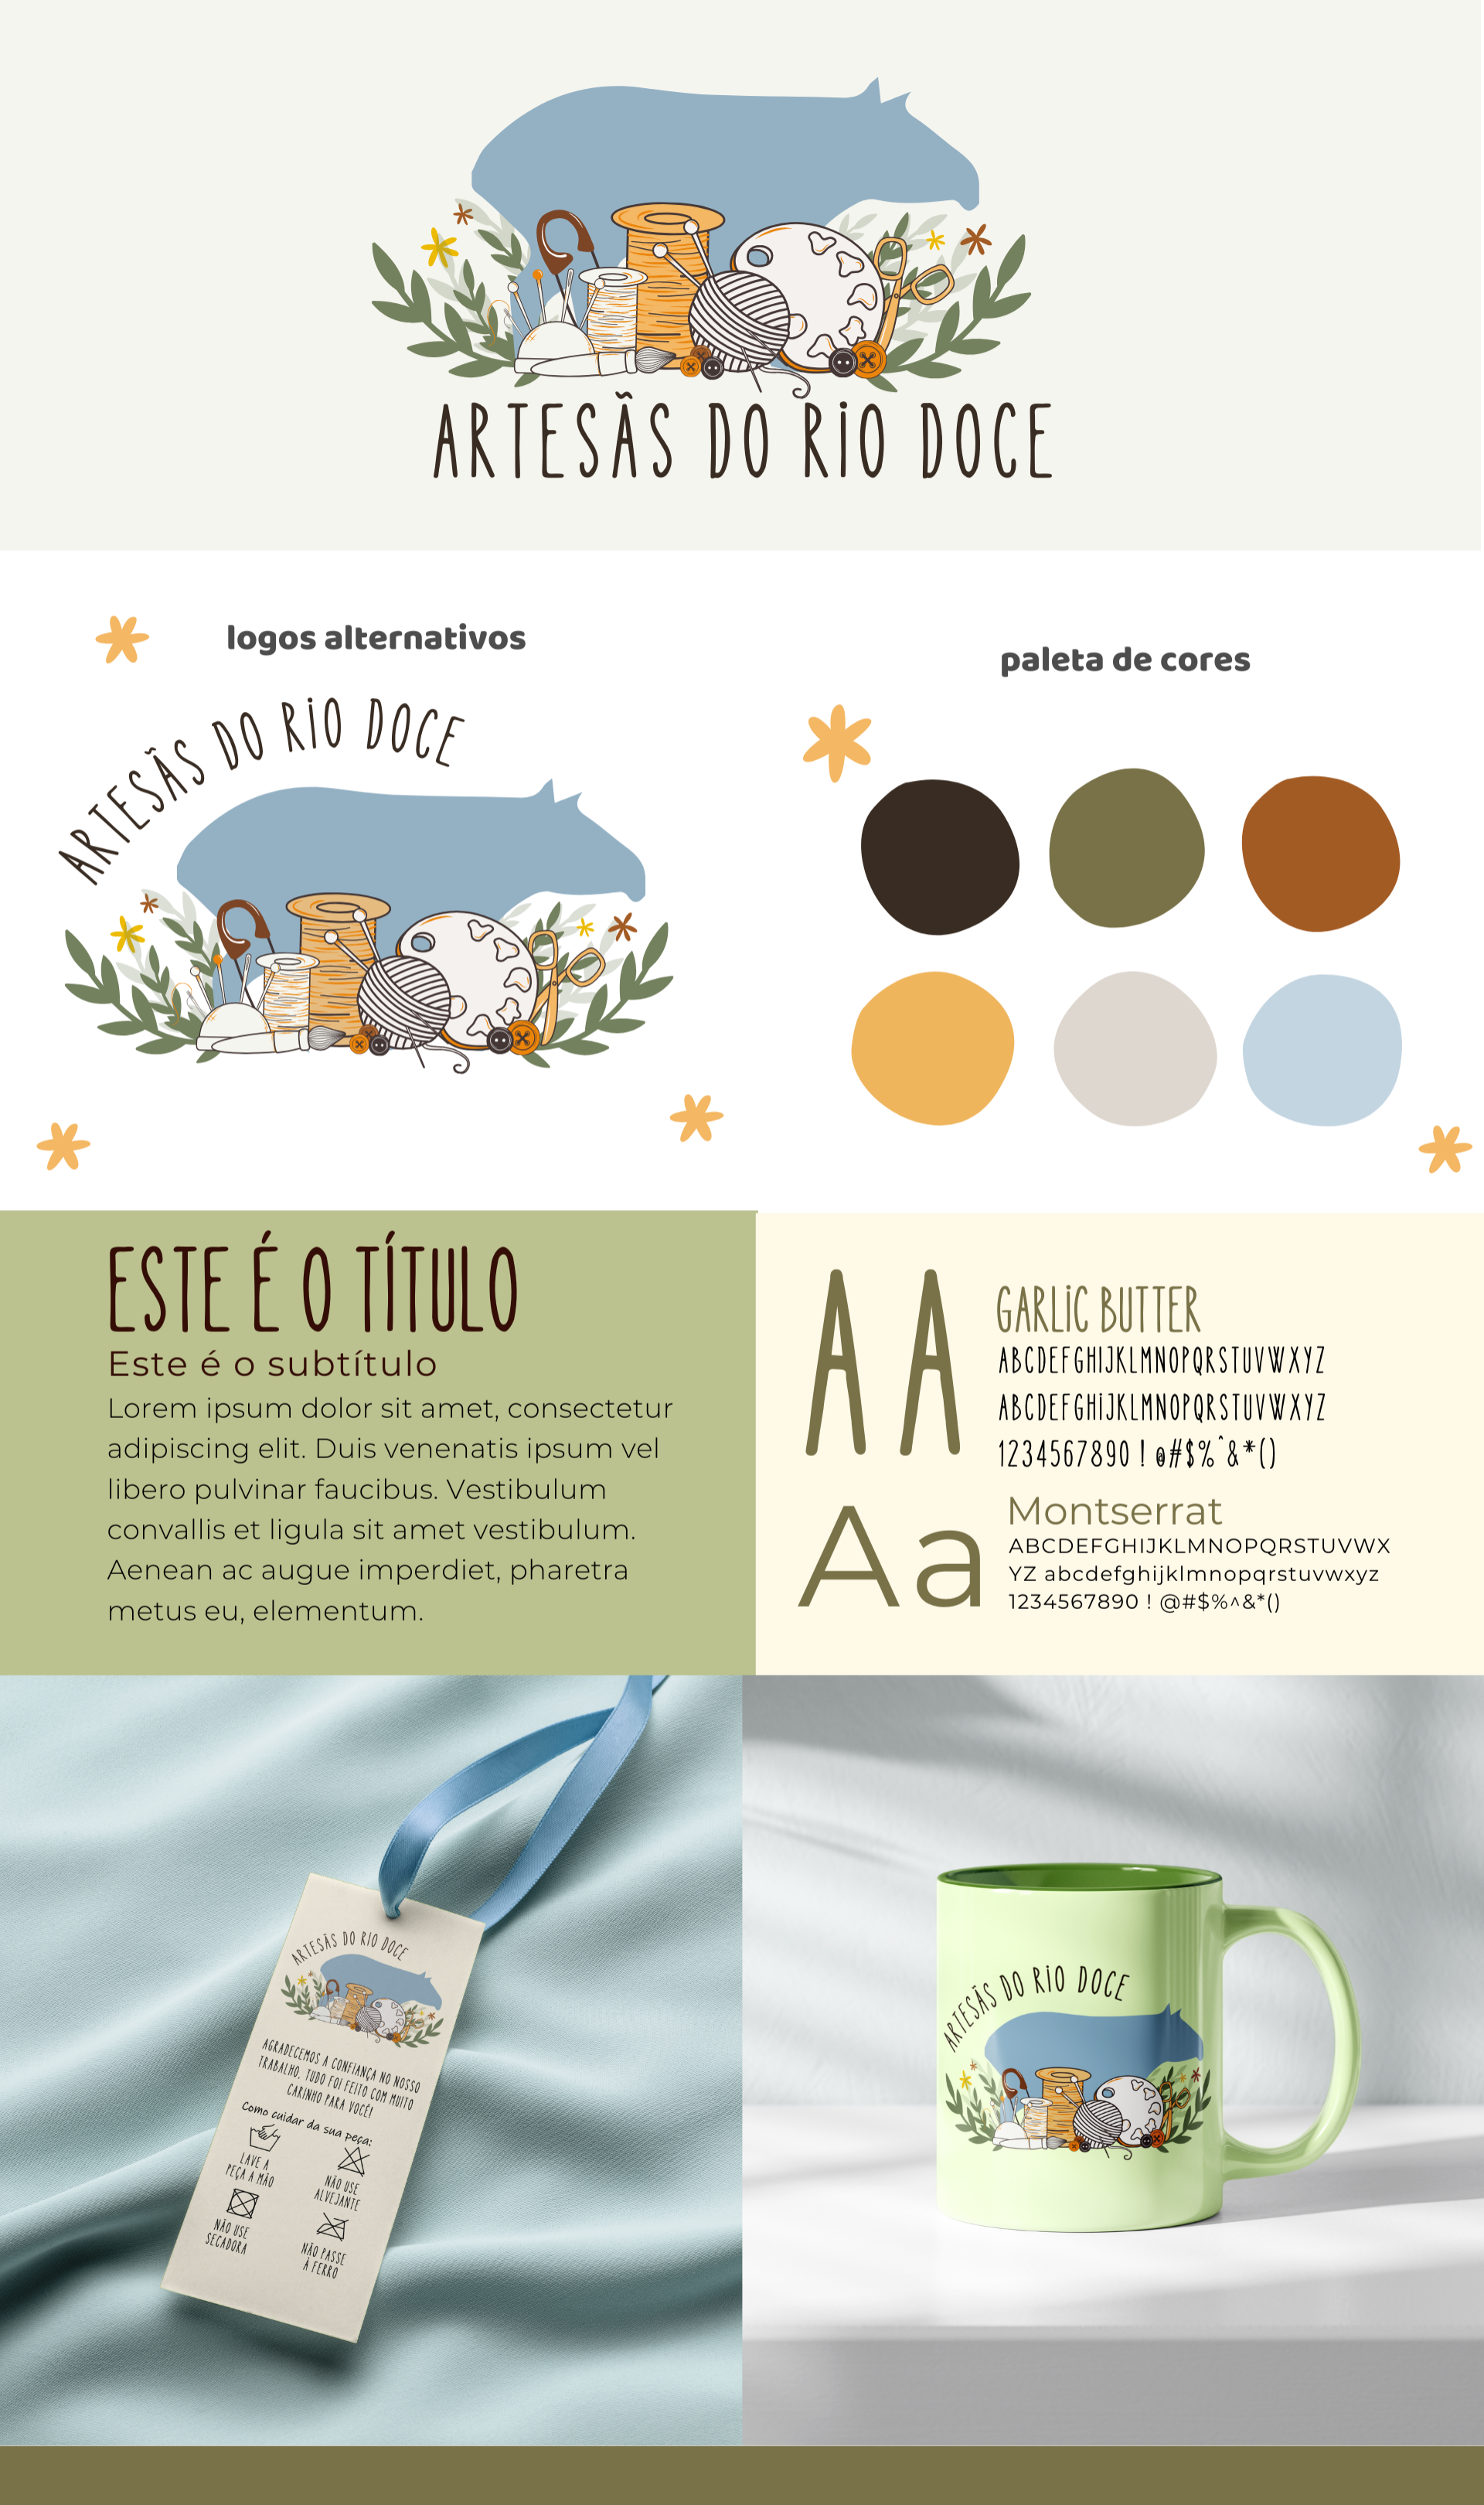 ARTESÃS DO RIO DOCE
logos alternativos
paleta de cores
ARTESÃS DO RIO DOCE
ESTE É O TÍTULO
Este é o subtítulo
Lorem ipsum dolor sit amet, consectetur
adipiscing elit. Duis venenatis ipsum vel
libero pulvinar faucibus. Vestibulum
convallis et ligula sit amet vestibulum.
Aenean ac augue imperdiet, pharetra
metus eu, elementum.
AA
GARLIC BUTTER
ABCDEFGHIJKLMNOPQRSTUVWXYZ
ABCDEFGHIJKLMNOPQRSTUVWXYZ
1234567890 ! @#$%^&*()
Aa
Montserrat
ABCDEFGHIJKLMNOPQRSTUVWX
YZ abcdefghijklmnopqrstuvwxyz
1234567890 ! @#$%^&*()
ARTESÃS DO RIO DOCE
AGRADECEMOS A CONFIANÇA NO NOSSO
TRABALHO. TUDO FOI FEITO COM MUITO
CARINHO PARA VOCÊ!
Como cuidar da sua peça:
LAVE A
PEÇA A MÃO
NÃO USE
ALVEJANTE
NÃO USE
SECADORA
NÃO PASSE
À FERRO
ARTESÃS DO RIO DOCE